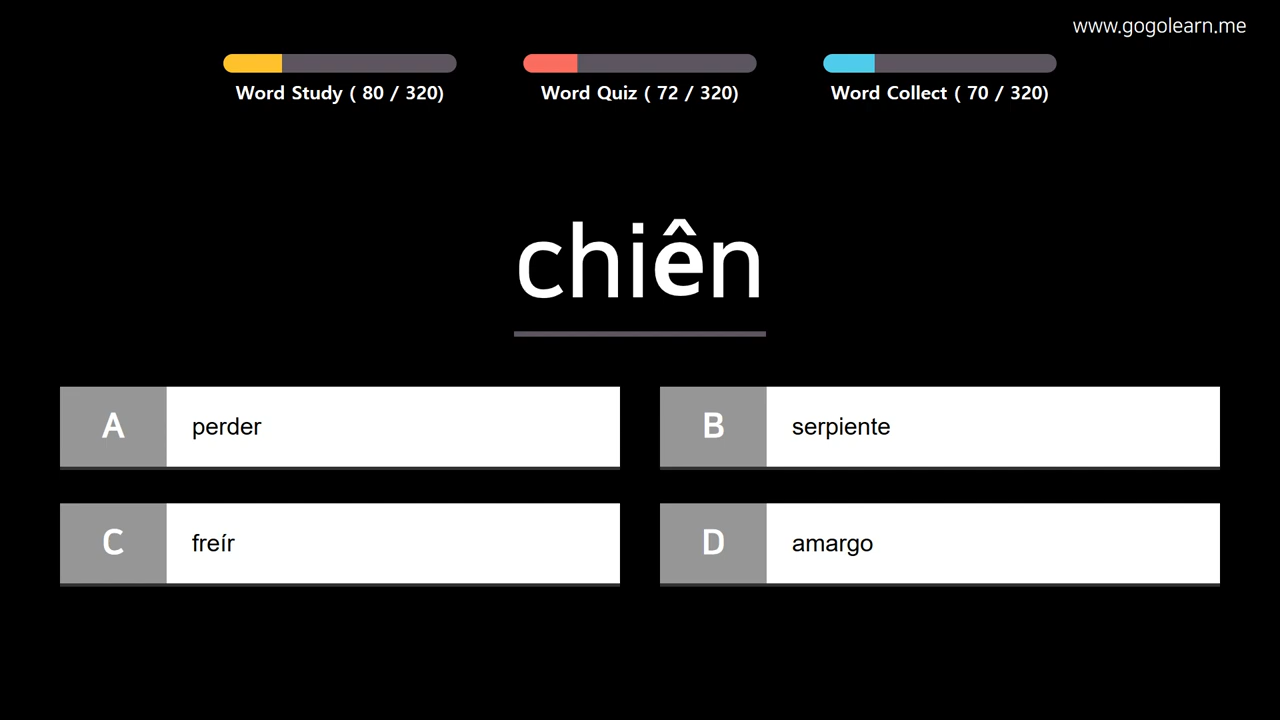 www.gogolearn.me
Word Study ( 80 / 320)
Word Quiz ( 72 / 320)
Word Collect ( 70 / 320)
chiên
A perder
B serpiente
C freír
D amargo